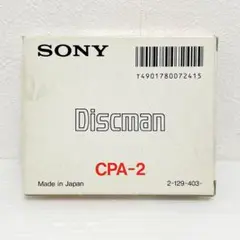 SONY
Y4901780072415
Discman
CPA-2
Made in Japan
2-129-403-